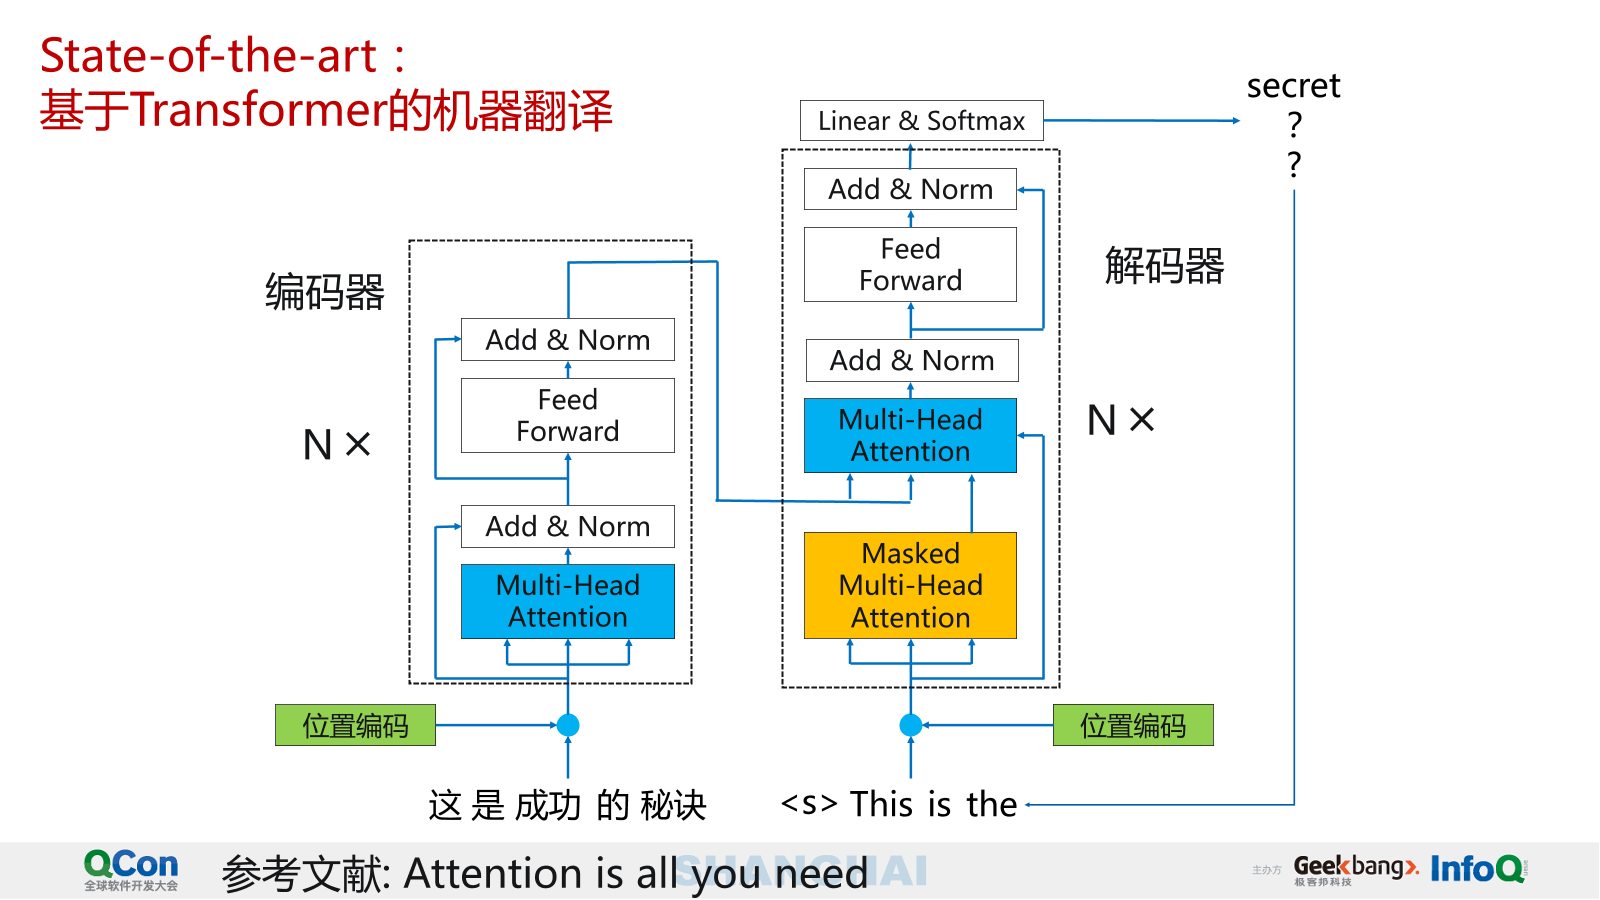 State-of-the-art：
基于Transformer的机器翻译
secret
?
?
Linear & Softmax
Add & Norm
Feed
Forward
Add & Norm
Multi-Head
Attention
Masked
Multi-Head
Attention
解码器
N ×
编码器
N ×
Add & Norm
Feed
Forward
Add & Norm
Multi-Head
Attention
位置编码
位置编码
这 是 成功 的 秘诀
<s> This is the
QCon
全球软件开发大会
参考文献: Attention is all you need
SHANGHAI
主办方
Geekbang>.
极客邦科技
InfoQ